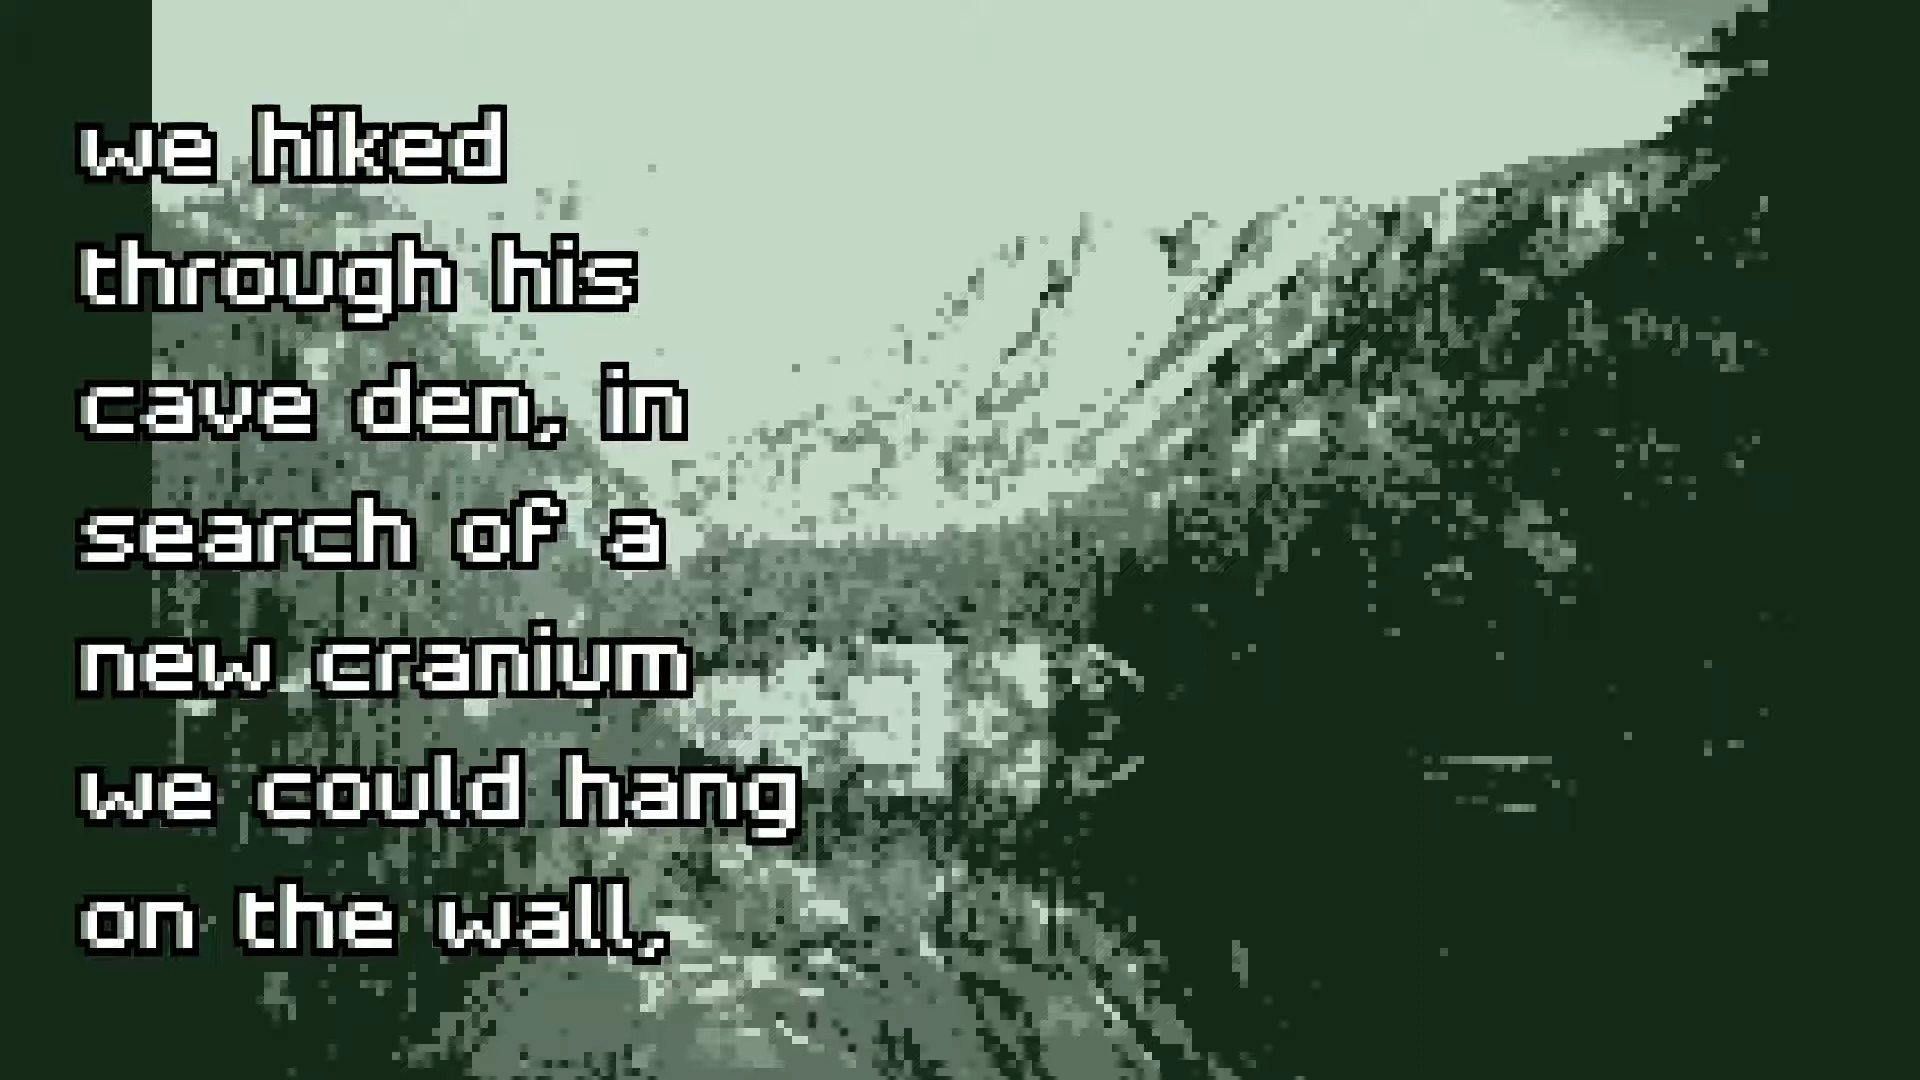 we hiked
through his
cave den, in
search of a
new cranium
we could hang
on the wall,